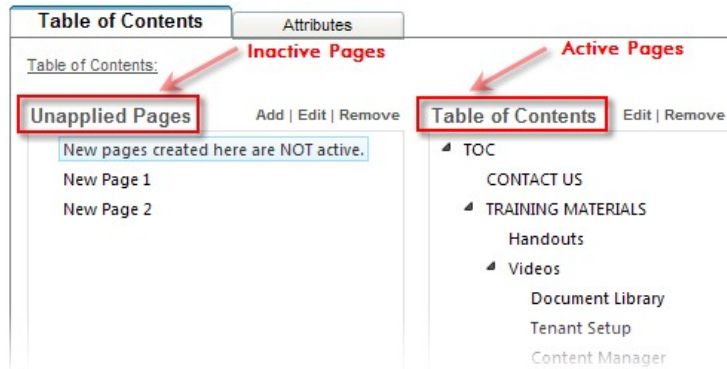 Table of Contents
Attributes
Inactive Pages
Active Pages
Table of Contents:
Unapplied Pages
Add | Edit | Remove
New pages created here are NOT active.
New Page 1
New Page 2
Table of Contents
Edit | Remove
TOC
CONTACT US
TRAINING MATERIALS
Handouts
Videos
Document Library
Tenant Setup
Content Manager